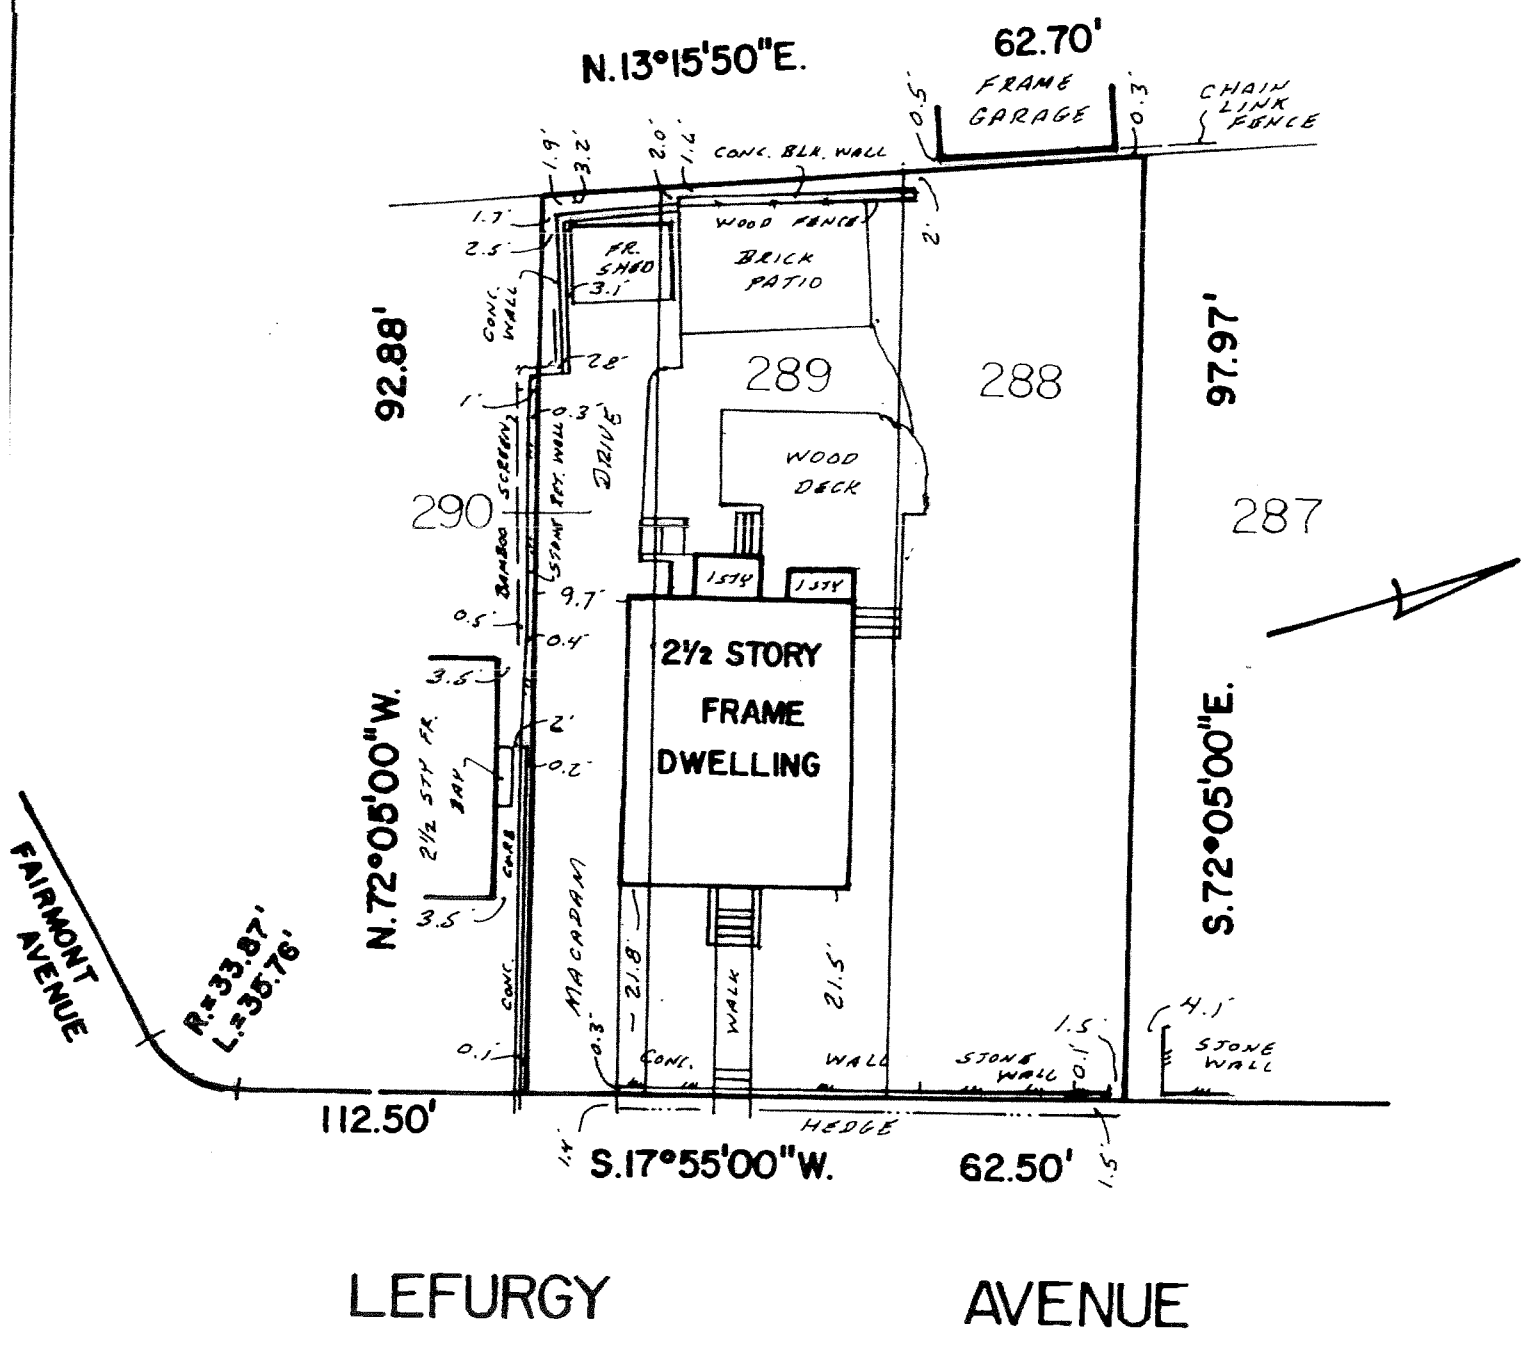 N.13°15'50"E.
62.70'
FRAME
GARAGE
0.5'
0.3'
CHAIN
LINK
FENCE
1.9'
3.2'
2.0'
CONC. BLK. WALL
1.7'
2.5'
WOOD FENCE
2'
FR.
SHED
BRICK
PATIO
3.1'
CONC.
WALL
92.88'
97.97'
2.8'
289
288
1'
0.3'
BAMBOO SCREEN
STONE RET. WALL
DRIVE
WOOD
DECK
290
287
1 STY
1 STY
9.7'
0.5'
0.4'
2½ STORY
FRAME
DWELLING
3.5'
2½ STY FR.
BAY
2'
0.2'
N.72°05'00"W.
S.72°05'00"E.
CURB
CONC.
3.5'
MACADAM
FAIRMONT
AVENUE
R.=33.87'
L.=35.76'
21.8'
WALK
21.5'
0.1'
0.3'
CONC.
WALL
STONE
WALL
0.1'
1.5'
4.1'
STONE
WALL
112.50'
1.4'
HEDGE
1.5'
S.17°55'00"W.
62.50'
LEFURGY
AVENUE